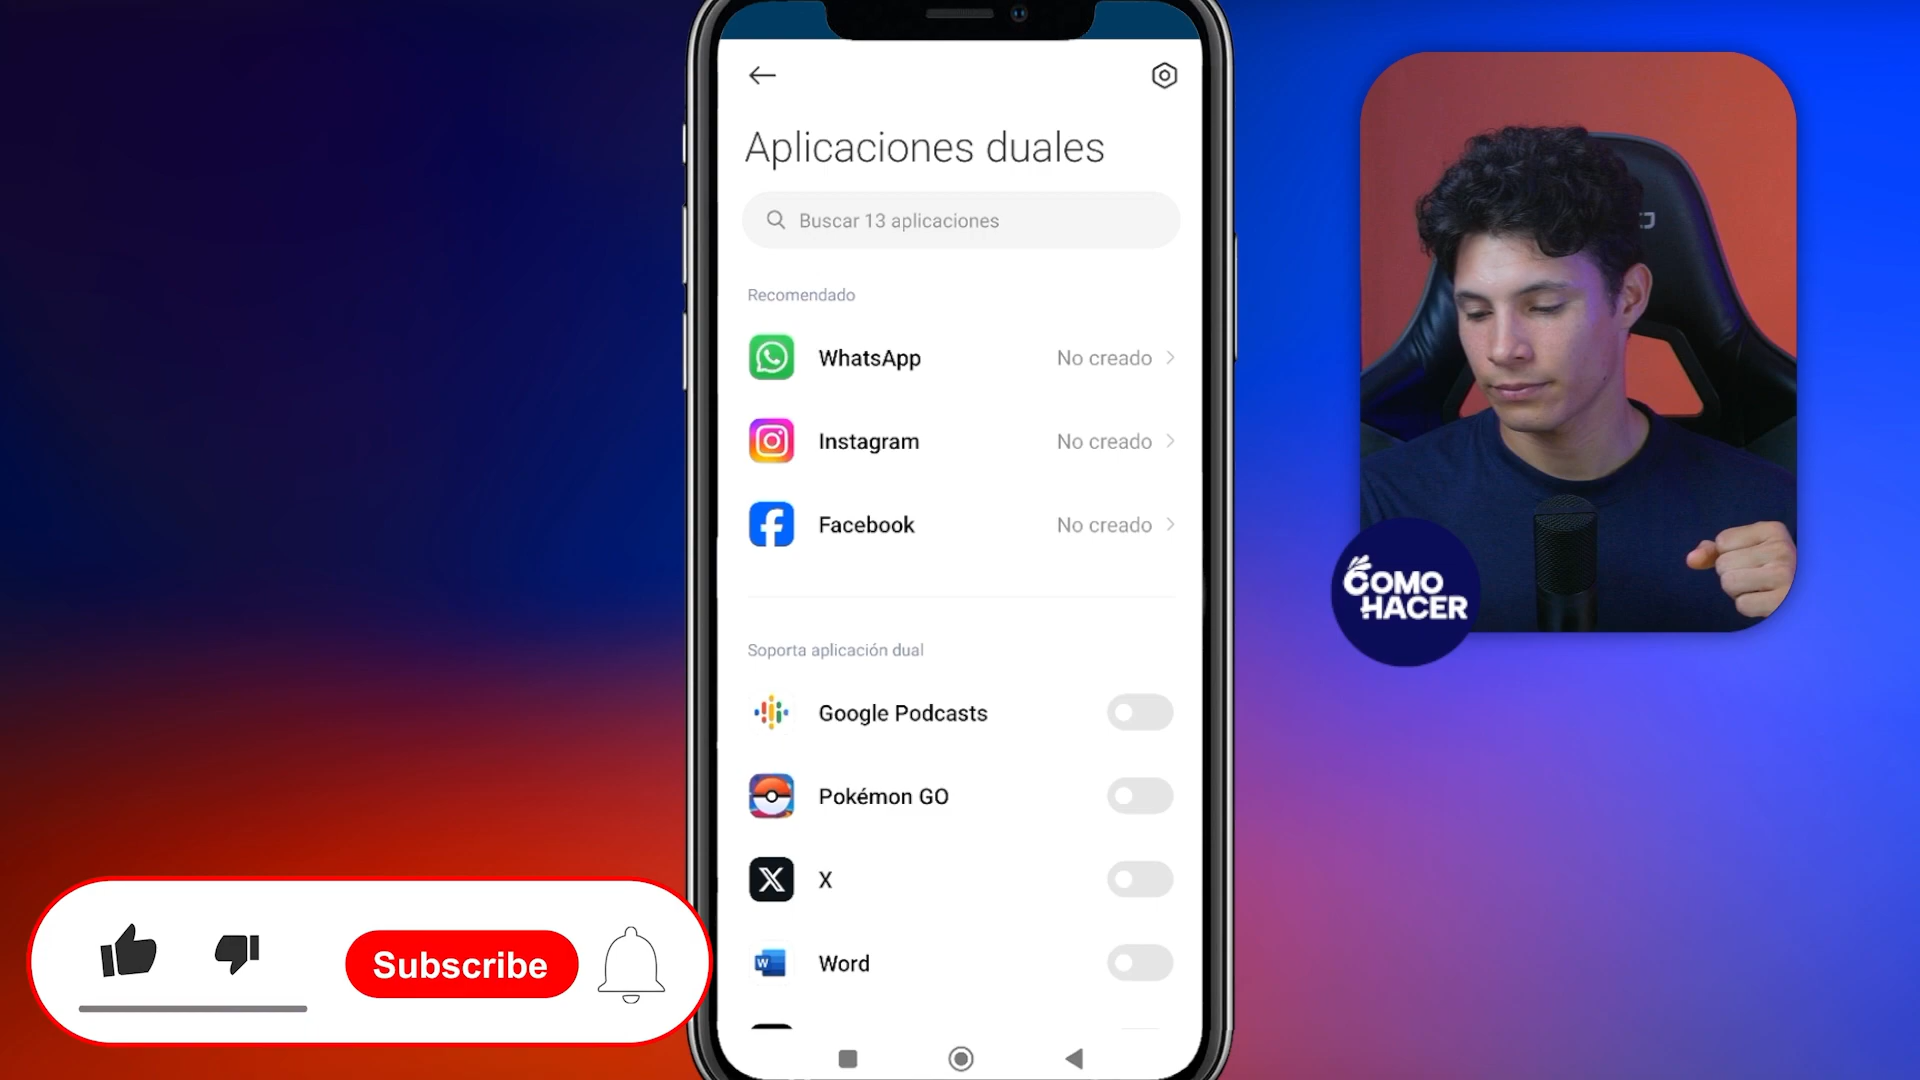 Aplicaciones duales
Buscar 13 aplicaciones
Recomendado
WhatsApp No creado
Instagram No creado
Facebook No creado
Soporta aplicación dual
Google Podcasts
Pokémon GO
X
Word
W
Subscribe
COMO
HACER